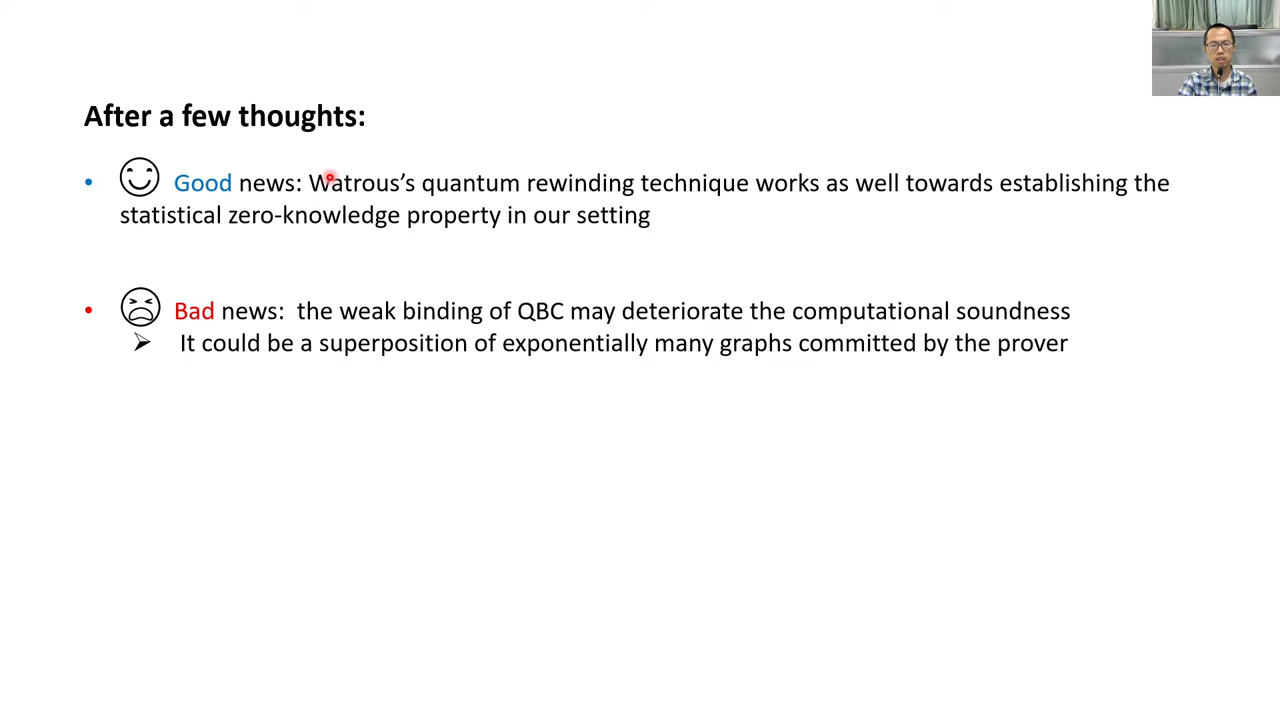 After a few thoughts:
Good news: Watrous’s quantum rewinding technique works as well towards establishing the
statistical zero-knowledge property in our setting
Bad news: the weak binding of QBC may deteriorate the computational soundness
It could be a superposition of exponentially many graphs committed by the prover